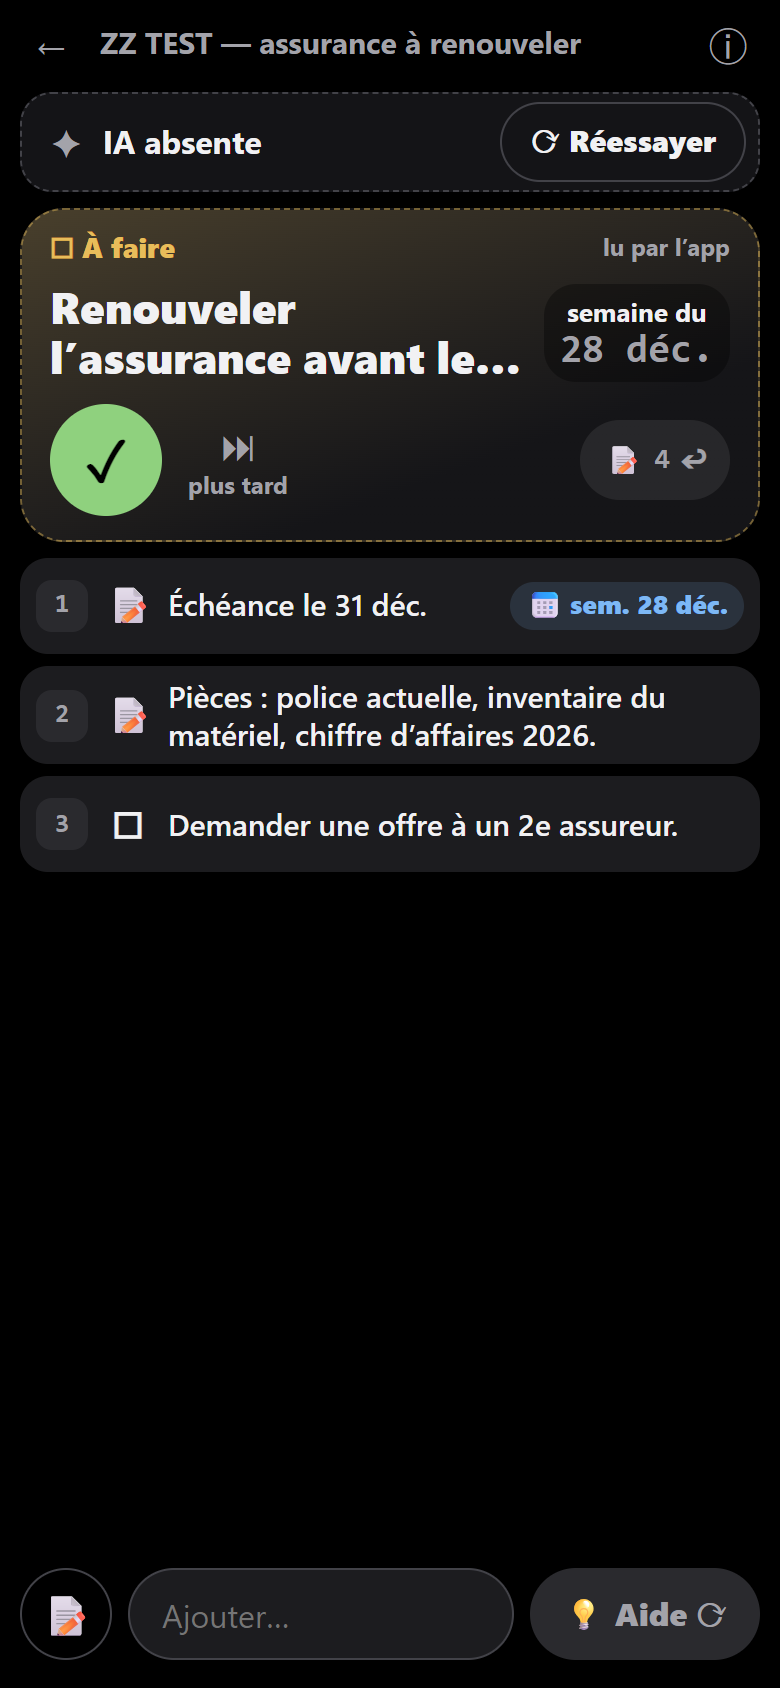 ← ZZ TEST — assurance à renouveler ⓘ
✦ IA absente ⟳ Réessayer
☐ À faire lu par l’app
Renouveler
l’assurance avant le…
semaine du
28 déc.
✓ ⏭
plus tard
📝 4 ↩
1 📝 Échéance le 31 déc. 📅 sem. 28 déc.
2 📝 Pièces : police actuelle, inventaire du
matériel, chiffre d’affaires 2026.
3 ☐ Demander une offre à un 2e assureur.
📝 Ajouter… 💡 Aide ⟳